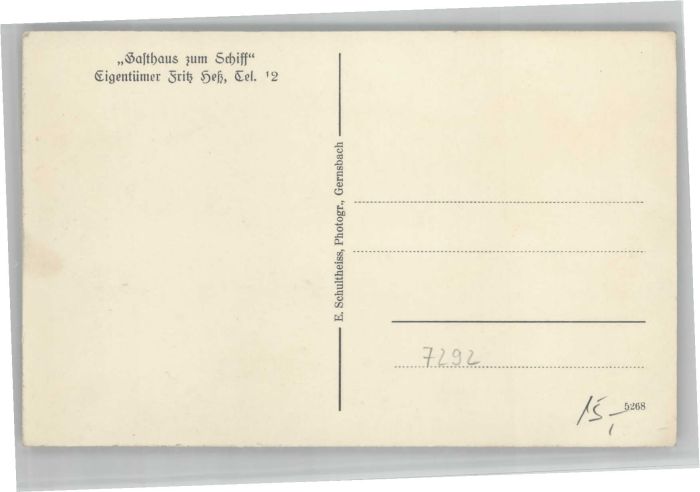 „Gasthaus zum Schiff“
Eigentümer Fritz Heß, Tel. 12
E. Schultheiss, Photogr., Gernsbach
7292
15,-
5268